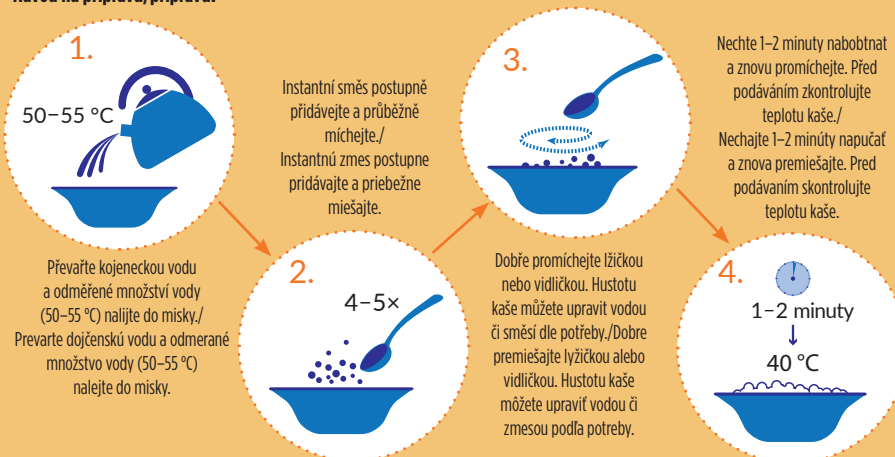 Návod na přípravu/príprava:
1.
50–55 °C
Převařte kojeneckou vodu
a odměřené množství vody
(50–55 °C) nalijte do misky./
Prevarte dojčenskú vodu a odmerané
množstvo vody (50–55 °C)
nalejte do misky.
Instantní směs postupně
přidávejte a průběžně
míchejte./
Instantnú zmes postupne
pridávajte a priebežne
miešajte.
2.
4–5×
3.
Dobře promíchejte lžičkou
nebo vidličkou. Hustotu
kaše můžete upravit vodou
či směsí dle potřeby./Dobre
premiešajte lyžičkou alebo
vidličkou. Hustotu kaše
môžete upraviť vodou či
zmesou podľa potreby.
Nechte 1–2 minuty nabobtnat
a znovu promíchejte. Před
podáváním zkontrolujte
teplotu kaše./
Nechajte 1–2 minúty napučať
a znova premiešajte. Pred
podávaním skontrolujte
teplotu kaše.
4.
1–2 minuty
40 °C